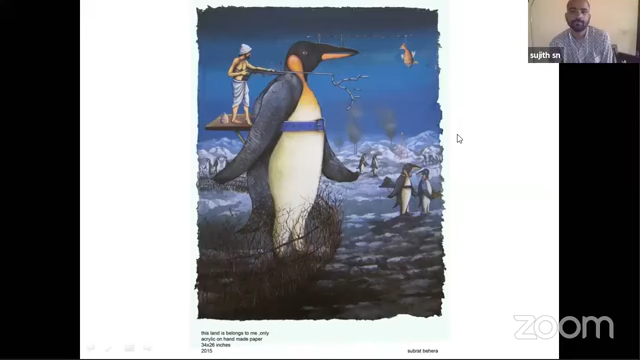 sujith sn
this land is belongs to me ,only
acrylic on hand made paper
34x26 inches
2015
subrat behera
zoom